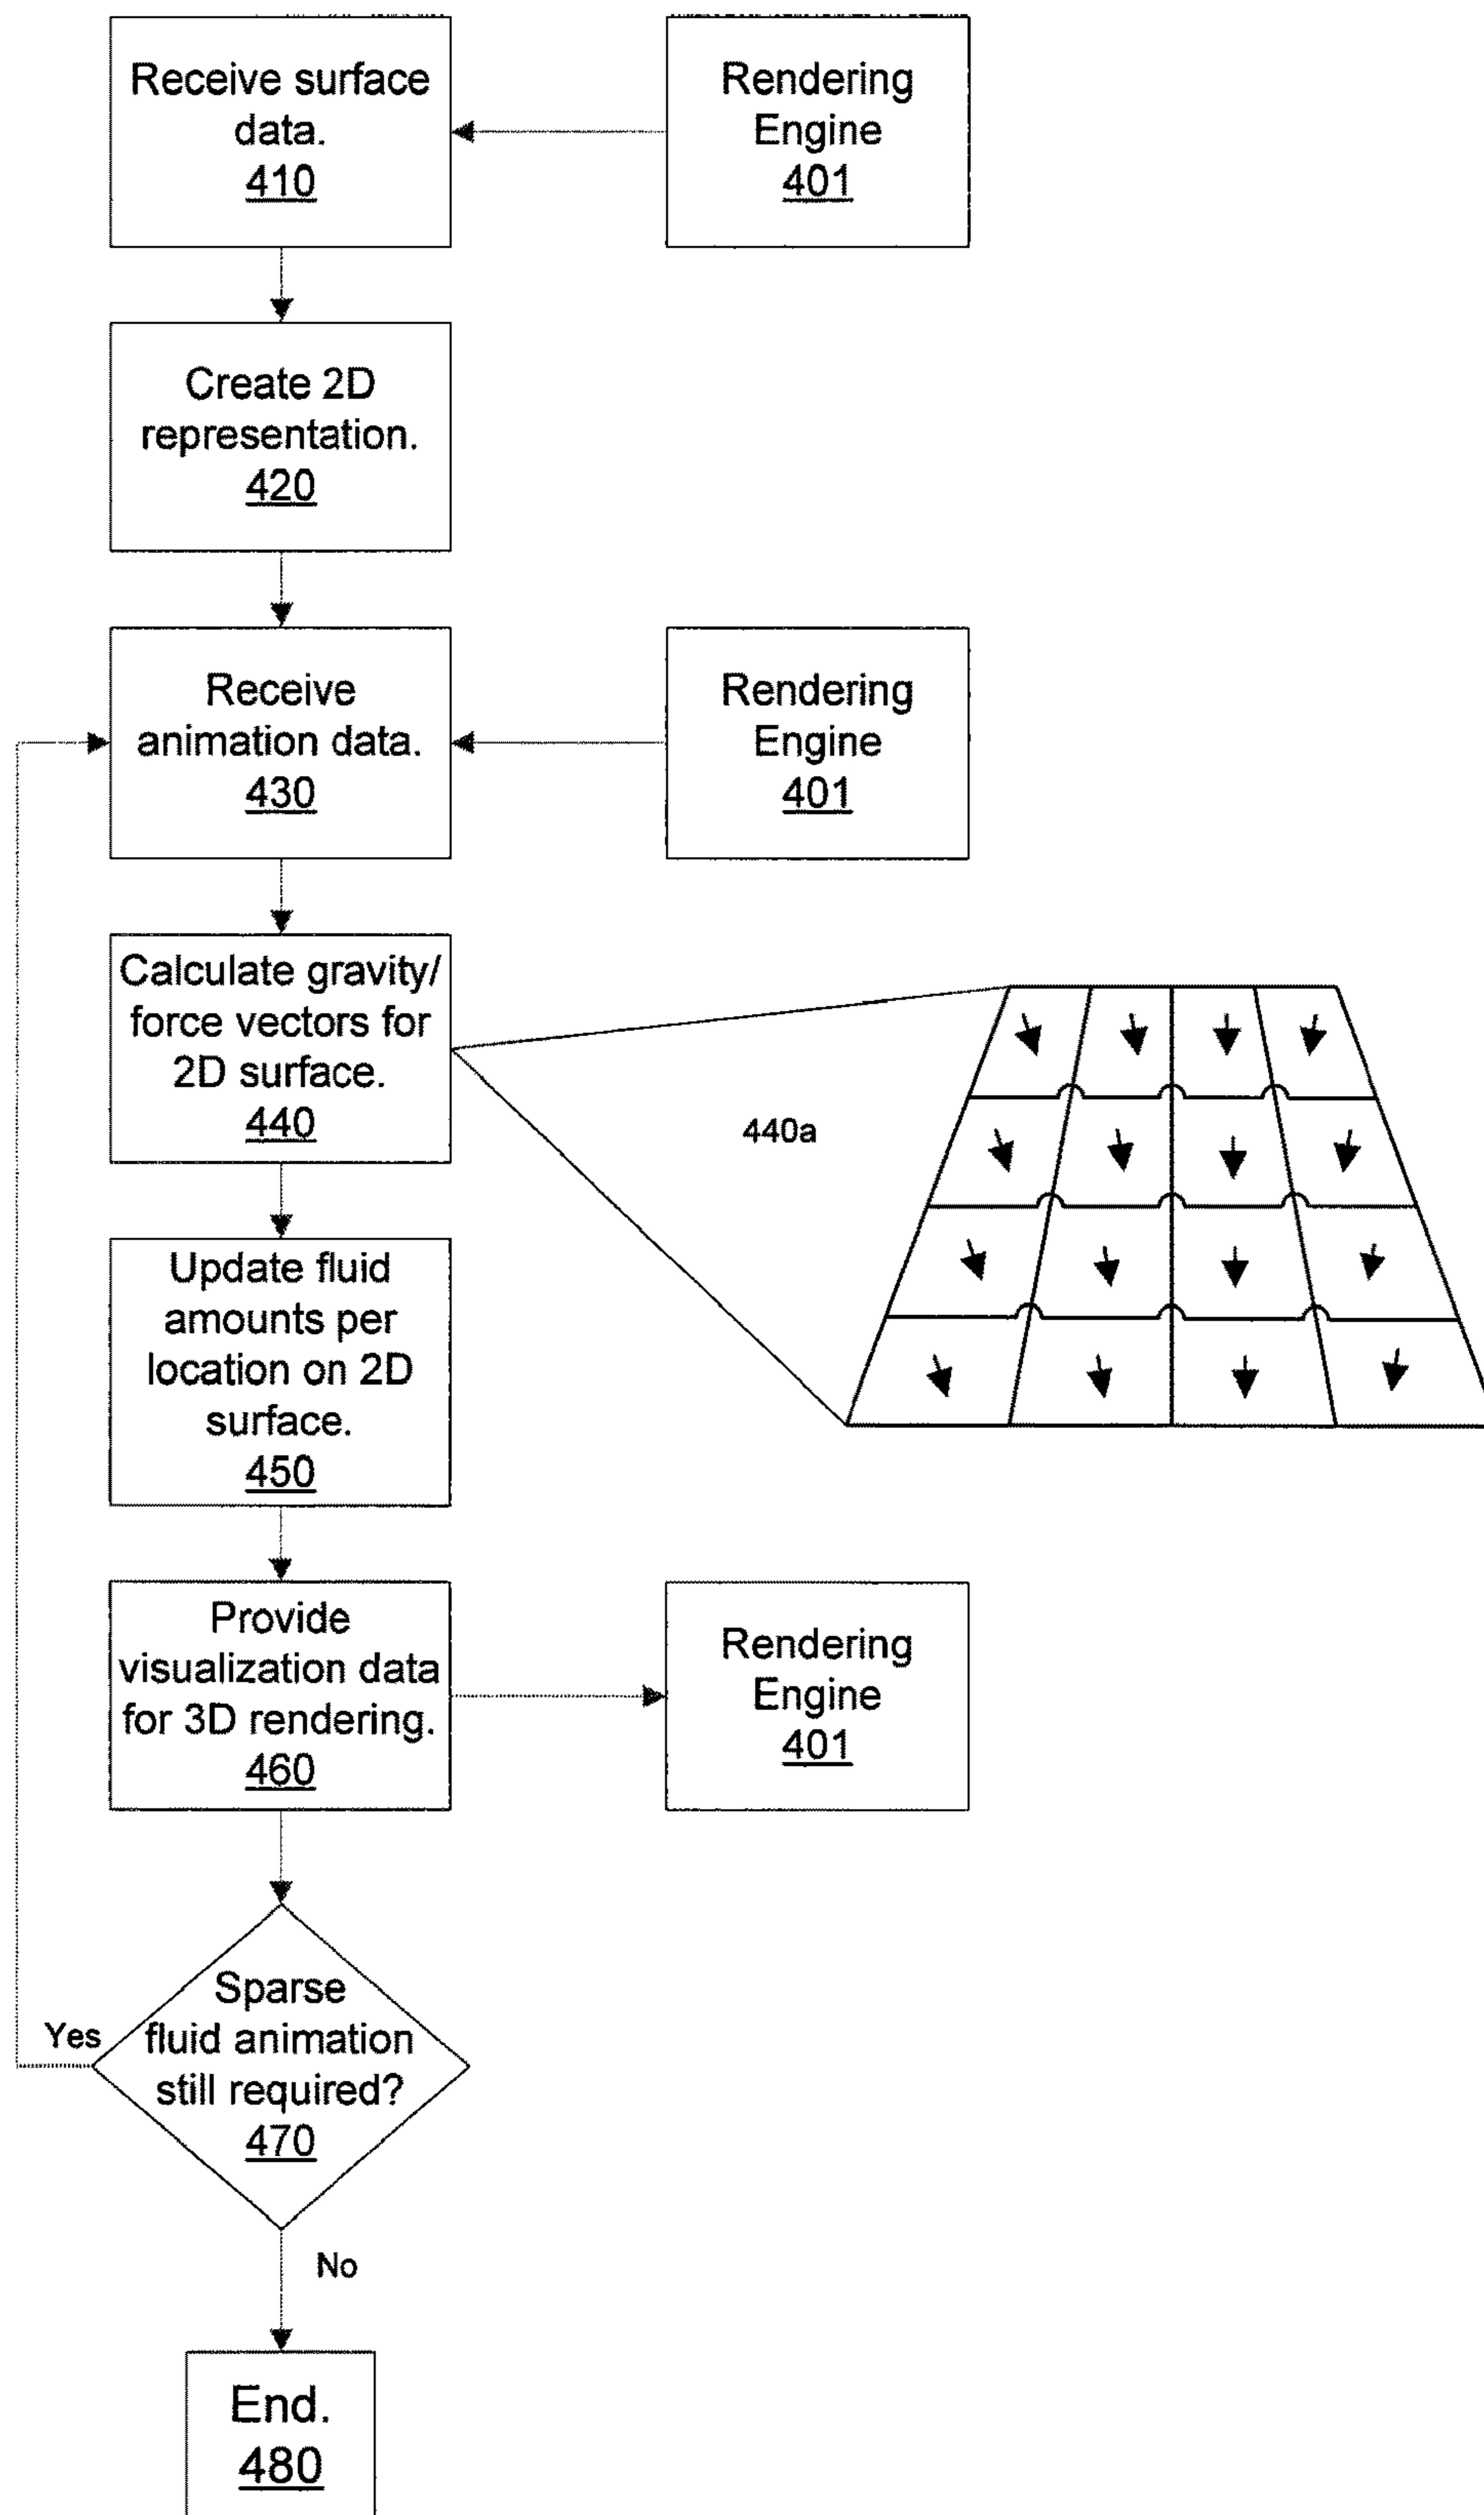 Receive surface
data.
410
Rendering
Engine
401
Create 2D
representation.
420
Receive
animation data.
430
Rendering
Engine
401
Calculate gravity/
force vectors for
2D surface.
440
440a
Update fluid
amounts per
location on 2D
surface.
450
Provide
visualization data
for 3D rendering.
460
Rendering
Engine
401
Sparse
fluid animation
still required?
470
Yes
No
End.
480